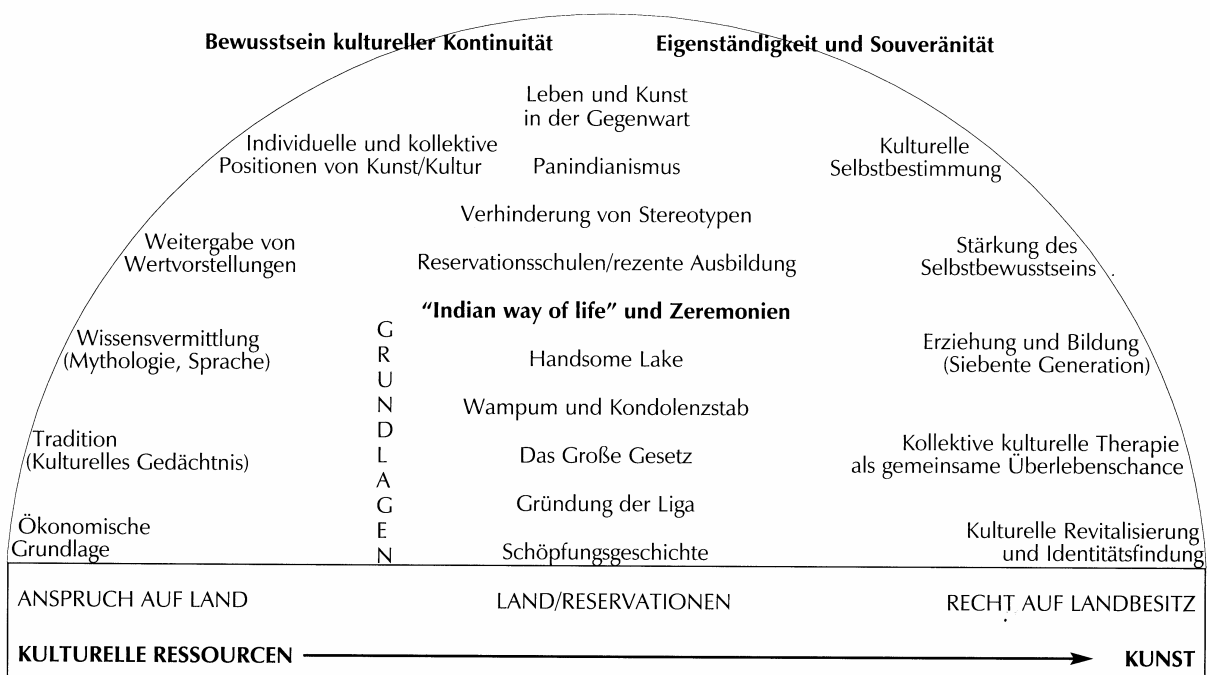 Bewusstsein kultureller Kontinuität
Eigenständigkeit und Souveränität
Leben und Kunst
in der Gegenwart
Individuelle und kollektive
Positionen von Kunst/Kultur
Panindianismus
Kulturelle
Selbstbestimmung
Verhinderung von Stereotypen
Weitergabe von
Wertvorstellungen
Reservationsschulen/rezente Ausbildung
Stärkung des
Selbstbewusstseins
"Indian way of life" und Zeremonien
GRUNDLAGEN
Wissensvermittlung
(Mythologie, Sprache)
Handsome Lake
Erziehung und Bildung
(Siebente Generation)
Wampum und Kondolenzstab
Tradition
(Kulturelles Gedächtnis)
Das Große Gesetz
Kollektive kulturelle Therapie
als gemeinsame Überlebenschance
Gründung der Liga
Ökonomische
Grundlage
Schöpfungsgeschichte
Kulturelle Revitalisierung
und Identitätsfindung
ANSPRUCH AUF LAND
LAND/RESERVATIONEN
RECHT AUF LANDBESITZ
KULTURELLE RESSOURCEN
KUNST